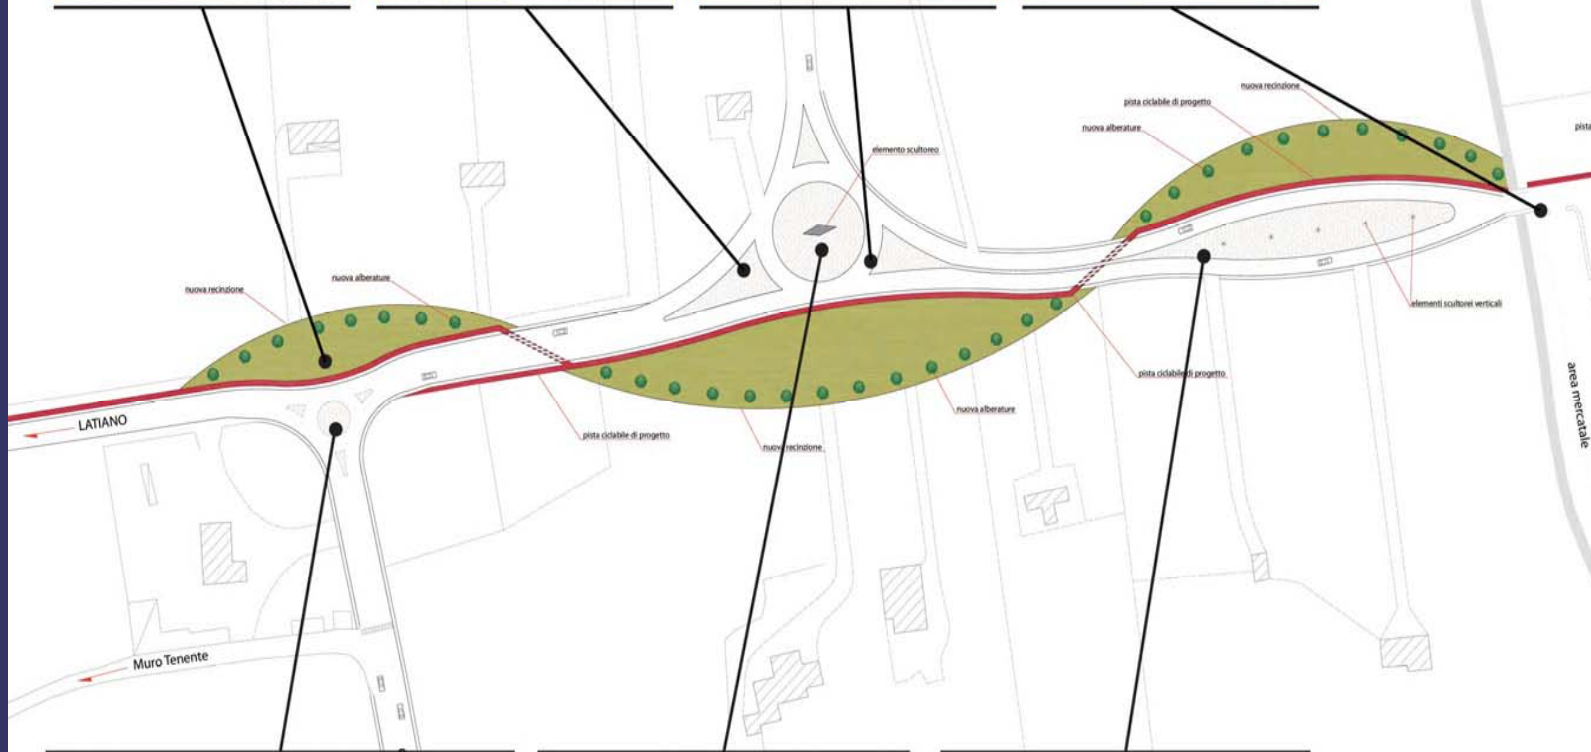 nuova recinzione
pista ciclabile di progetto
nuova alberature
pista
elemento scultoreo
nuova alberature
nuova recinzione
elementi scultorei verticali
area mercatale
pista ciclabile di progetto
nuova alberature
LATIANO
pista ciclabile di progetto
nuova recinzione
Muro Tenente